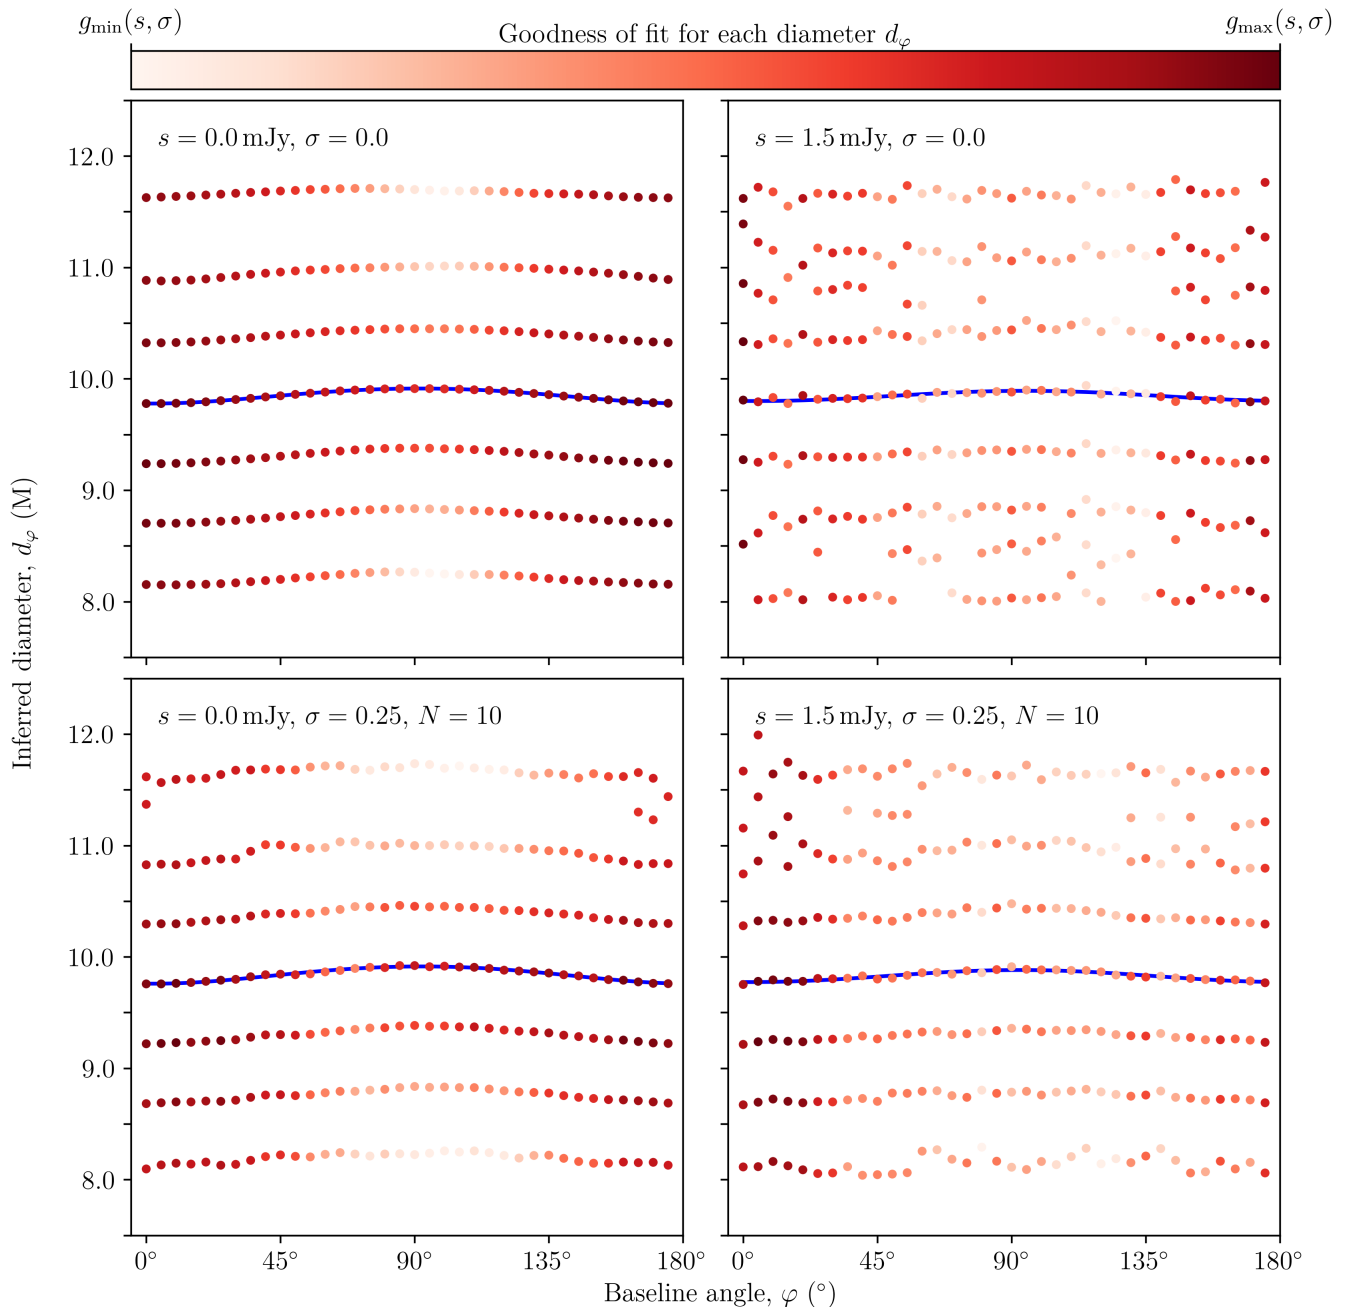 g_min(s, σ)
Goodness of fit for each diameter d_φ
g_max(s, σ)
s = 0.0 mJy, σ = 0.0
s = 1.5 mJy, σ = 0.0
12.0
11.0
10.0
9.0
8.0
Inferred diameter, d_φ (M)
s = 0.0 mJy, σ = 0.25, N = 10
s = 1.5 mJy, σ = 0.25, N = 10
12.0
11.0
10.0
9.0
8.0
0° 45° 90° 135° 180°
0° 45° 90° 135° 180°
Baseline angle, φ (°)